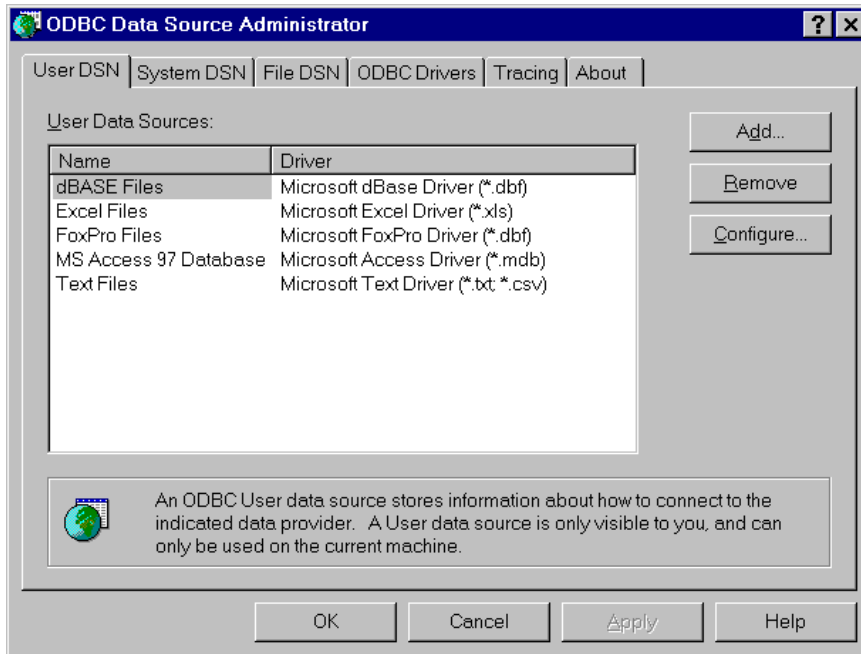 ODBC Data Source Administrator
User DSN System DSN File DSN ODBC Drivers Tracing About
User Data Sources:
Name Driver
dBASE Files Microsoft dBase Driver (*.dbf)
Excel Files Microsoft Excel Driver (*.xls)
FoxPro Files Microsoft FoxPro Driver (*.dbf)
MS Access 97 Database Microsoft Access Driver (*.mdb)
Text Files Microsoft Text Driver (*.txt; *.csv)
Add...
Remove
Configure...
An ODBC User data source stores information about how to connect to the
indicated data provider. A User data source is only visible to you, and can
only be used on the current machine.
OK Cancel Apply Help